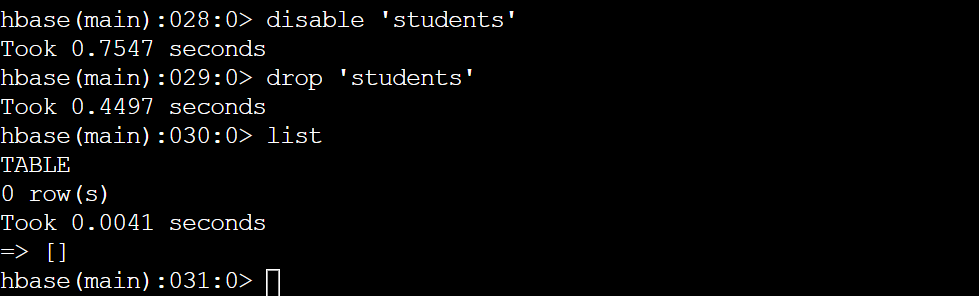 hbase(main):028:0> disable 'students'
Took 0.7547 seconds
hbase(main):029:0> drop 'students'
Took 0.4497 seconds
hbase(main):030:0> list
TABLE
0 row(s)
Took 0.0041 seconds
=> []
hbase(main):031:0>